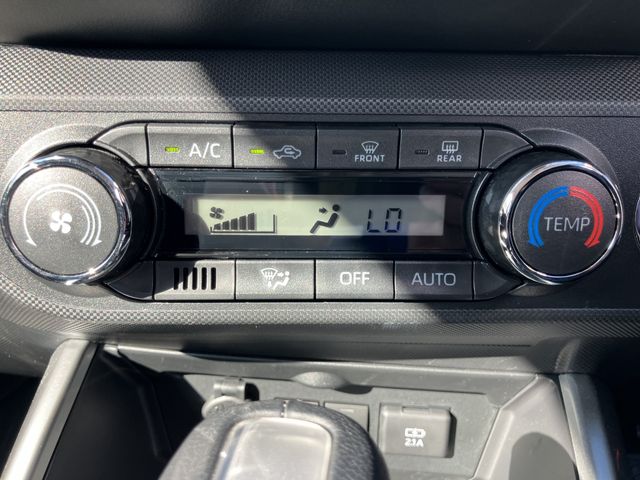 A/C
FRONT
REAR
LO
TEMP
OFF
AUTO
2.1A